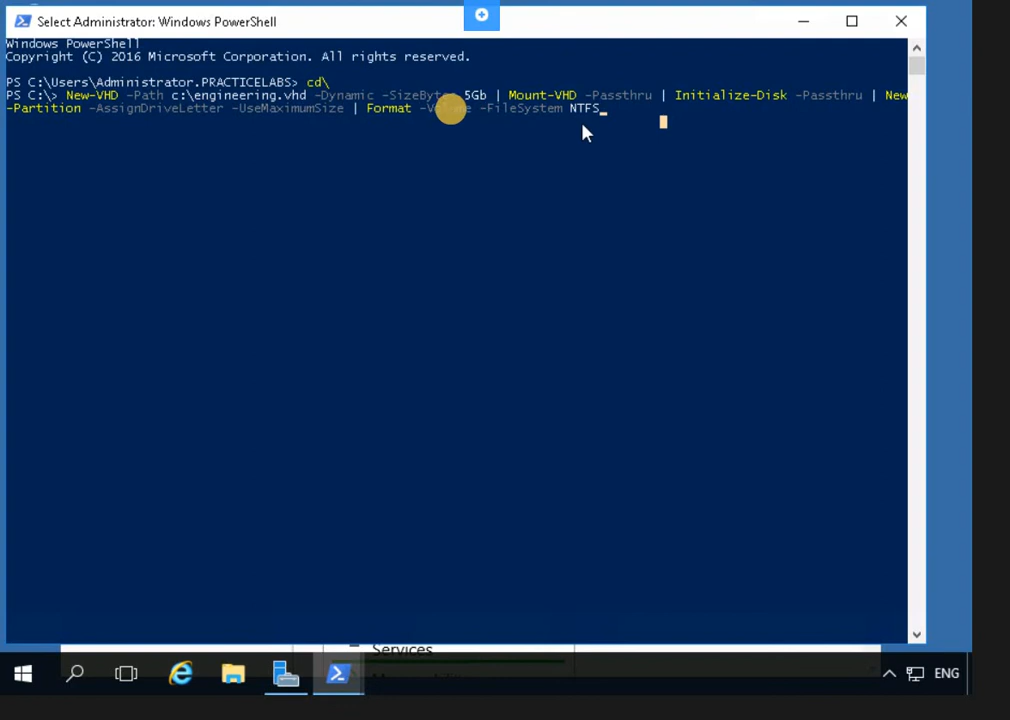 Select Administrator: Windows PowerShell
Windows PowerShell
Copyright (C) 2016 Microsoft Corporation. All rights reserved.
PS C:\Users\Administrator.PRACTICELABS> cd\
PS C:\> New-VHD -Path c:\engineering.vhd -Dynamic -SizeBytes 5Gb | Mount-VHD -Passthru | Initialize-Disk -Passthru | New
-Partition -AssignDriveLetter -UseMaximumSize | Format -Volume -FileSystem NTFS
Services
ENG